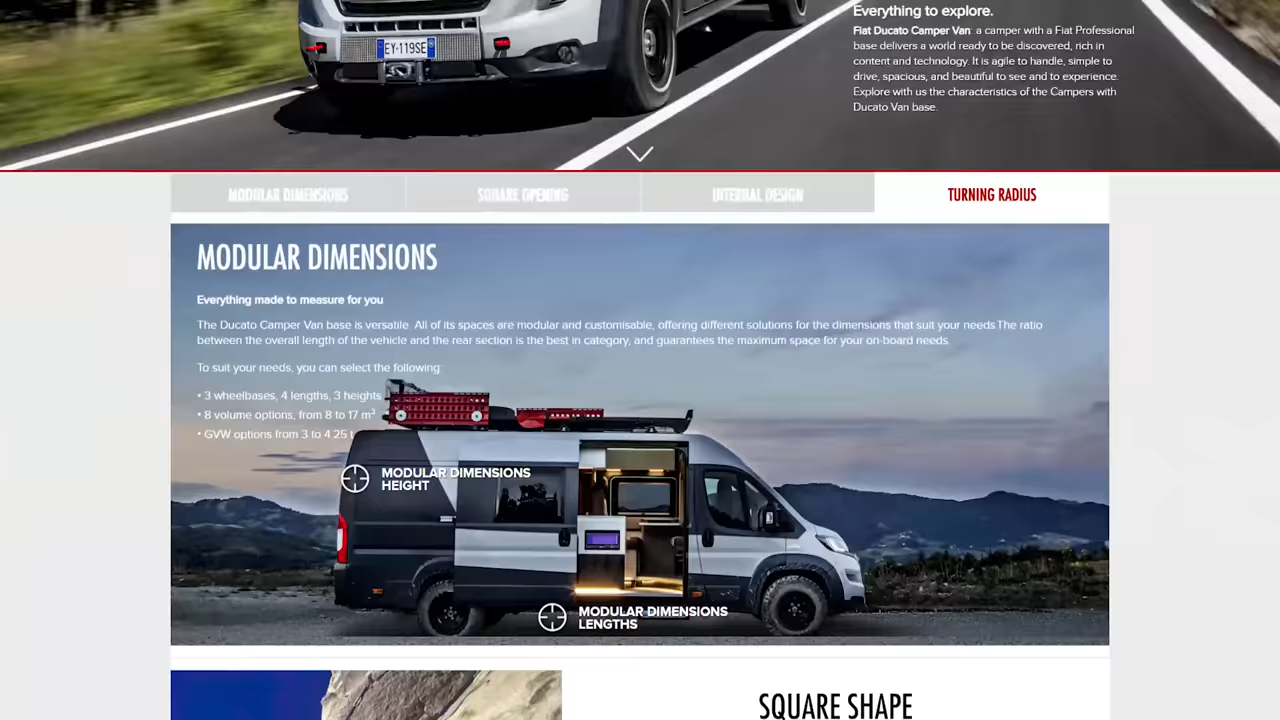 Everything to explore.
Fiat Ducato Camper Van a camper with a Fiat Professional
base delivers a world ready to be discovered, rich in
content and technology. It is agile to handle, simple to
drive, spacious, and beautiful to see and to experience.
Explore with us the characteristics of the Campers with
Ducato Van base.
EY·119SE
MODULAR DIMENSIONS
SQUARE OPENING
INTERNAL DESIGN
TURNING RADIUS
MODULAR DIMENSIONS
Everything made to measure for you
The Ducato Camper Van base is versatile. All of its spaces are modular and customisable, offering different solutions for the dimensions that suit your needs.The ratio
between the overall length of the vehicle and the rear section is the best in category, and guarantees the maximum space for your on-board needs.
To suit your needs, you can select the following:
• 3 wheelbases, 4 lengths, 3 heights
• 8 volume options, from 8 to 17 m³
• GVW options from 3 to 4.25 t
MODULAR DIMENSIONS
HEIGHT
MODULAR DIMENSIONS
LENGTHS
SQUARE SHAPE